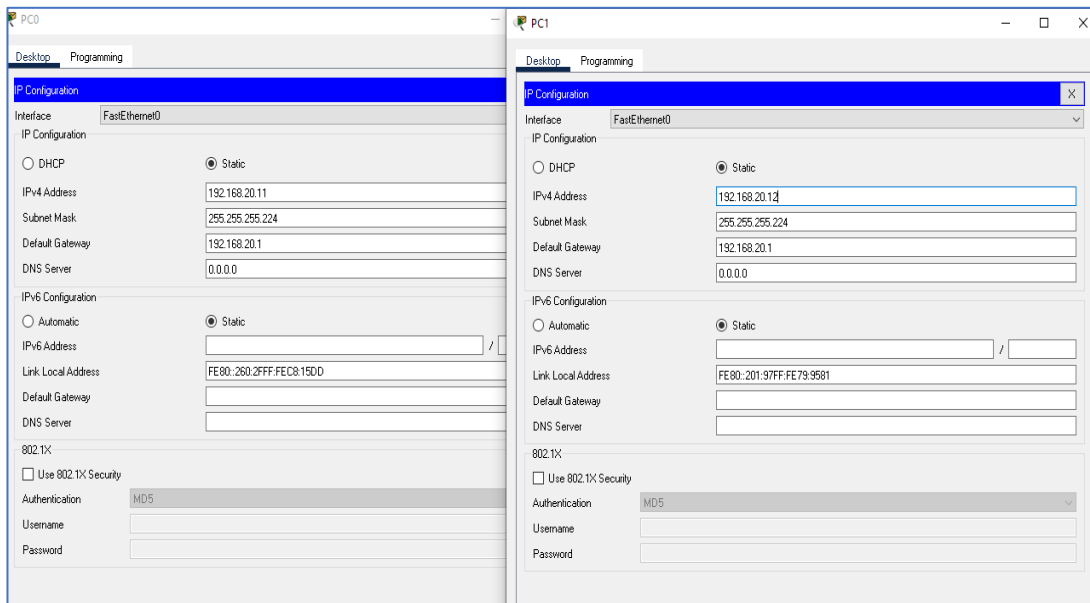 PC0
Desktop Programming
IP Configuration
Interface FastEthernet0
IP Configuration
DHCP Static
IPv4 Address 192.168.20.11
Subnet Mask 255.255.255.224
Default Gateway 192.168.20.1
DNS Server 0.0.0.0
IPv6 Configuration
Automatic Static
IPv6 Address /
Link Local Address FE80::260:2FFF:FEC8:15DD
Default Gateway
DNS Server
802.1X
Use 802.1X Security
Authentication MD5
Username
Password
PC1
Desktop Programming
IP Configuration X
Interface FastEthernet0
IP Configuration
DHCP Static
IPv4 Address 192.168.20.12
Subnet Mask 255.255.255.224
Default Gateway 192.168.20.1
DNS Server 0.0.0.0
IPv6 Configuration
Automatic Static
IPv6 Address /
Link Local Address FE80::201:97FF:FE79:9581
Default Gateway
DNS Server
802.1X
Use 802.1X Security
Authentication MD5
Username
Password